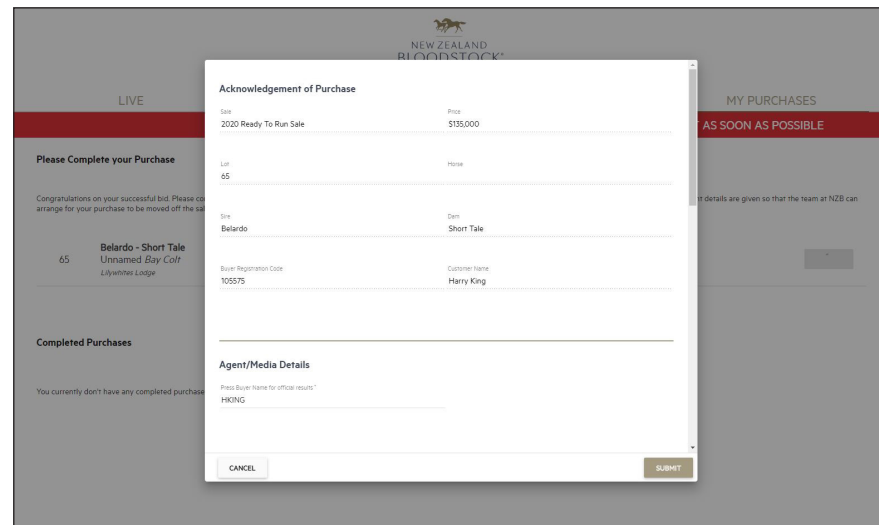 NEW ZEALAND
BLOODSTOCK
LIVE
MY PURCHASES
AS SOON AS POSSIBLE
Please Complete your Purchase
Congratulations on your successful bid. Please
details are given so that the team at NZB can
arrange for your purchase to be moved off the
65
Belardo - Short Tale
Unnamed Bay Colt
Lilywhites Lodge
Completed Purchases
You currently don't have any completed purchase
Acknowledgement of Purchase
Sale
Price
2020 Ready To Run Sale
$135,000
Lot
Horse
65
Sire
Dam
Belardo
Short Tale
Buyer Registration Code
Customer Name
105575
Harry King
Agent/Media Details
Press Buyer Name for official results *
HKING
CANCEL
SUBMIT